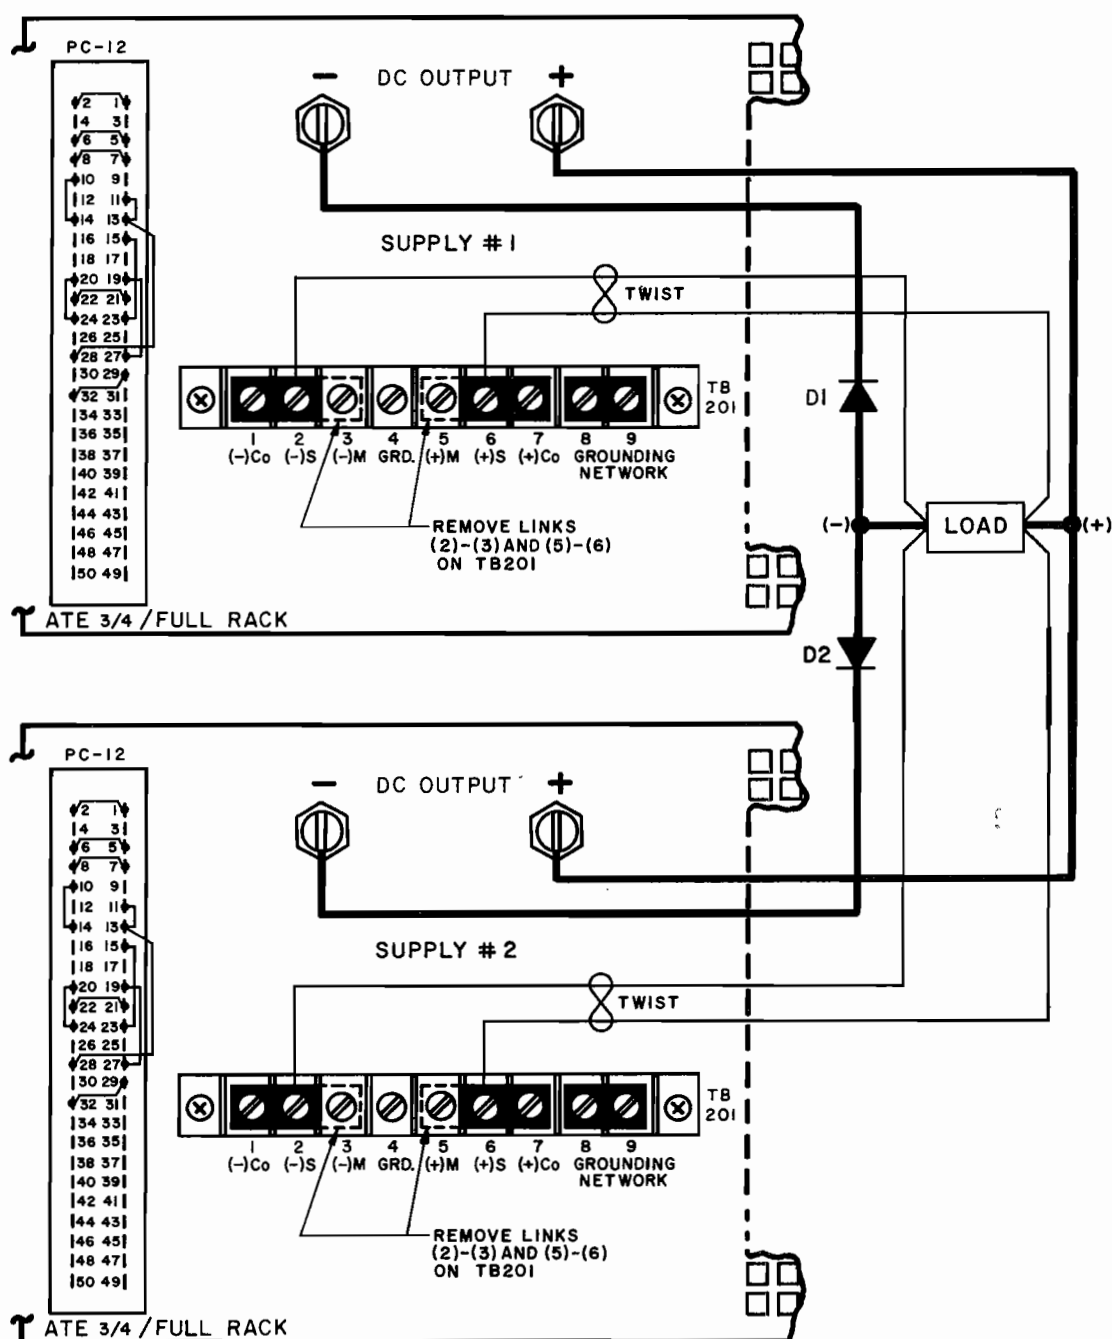 PC-12
2 1
4 3
6 5
8 7
10 9
12 11
14 13
16 15
18 17
20 19
22 21
24 23
26 25
28 27
30 29
32 31
34 33
36 35
38 37
40 39
42 41
44 43
46 45
48 47
50 49
− DC OUTPUT +
SUPPLY #1
TWIST
TB
201
1 2 3 4 5 6 7 8 9
(-)Co (-)S (-)M GRD. (+)M (+)S (+)Co GROUNDING
NETWORK
REMOVE LINKS
(2)-(3) AND (5)-(6)
ON TB201
ATE 3/4 / FULL RACK
D1
(-) LOAD (+)
D2
PC-12
2 1
4 3
6 5
8 7
10 9
12 11
14 13
16 15
18 17
20 19
22 21
24 23
26 25
28 27
30 29
32 31
34 33
36 35
38 37
40 39
42 41
44 43
46 45
48 47
50 49
− DC OUTPUT +
SUPPLY #2
TWIST
TB
201
1 2 3 4 5 6 7 8 9
(-)Co (-)S (-)M GRD. (+)M (+)S (+)Co GROUNDING
NETWORK
REMOVE LINKS
(2)-(3) AND (5)-(6)
ON TB201
ATE 3/4 / FULL RACK